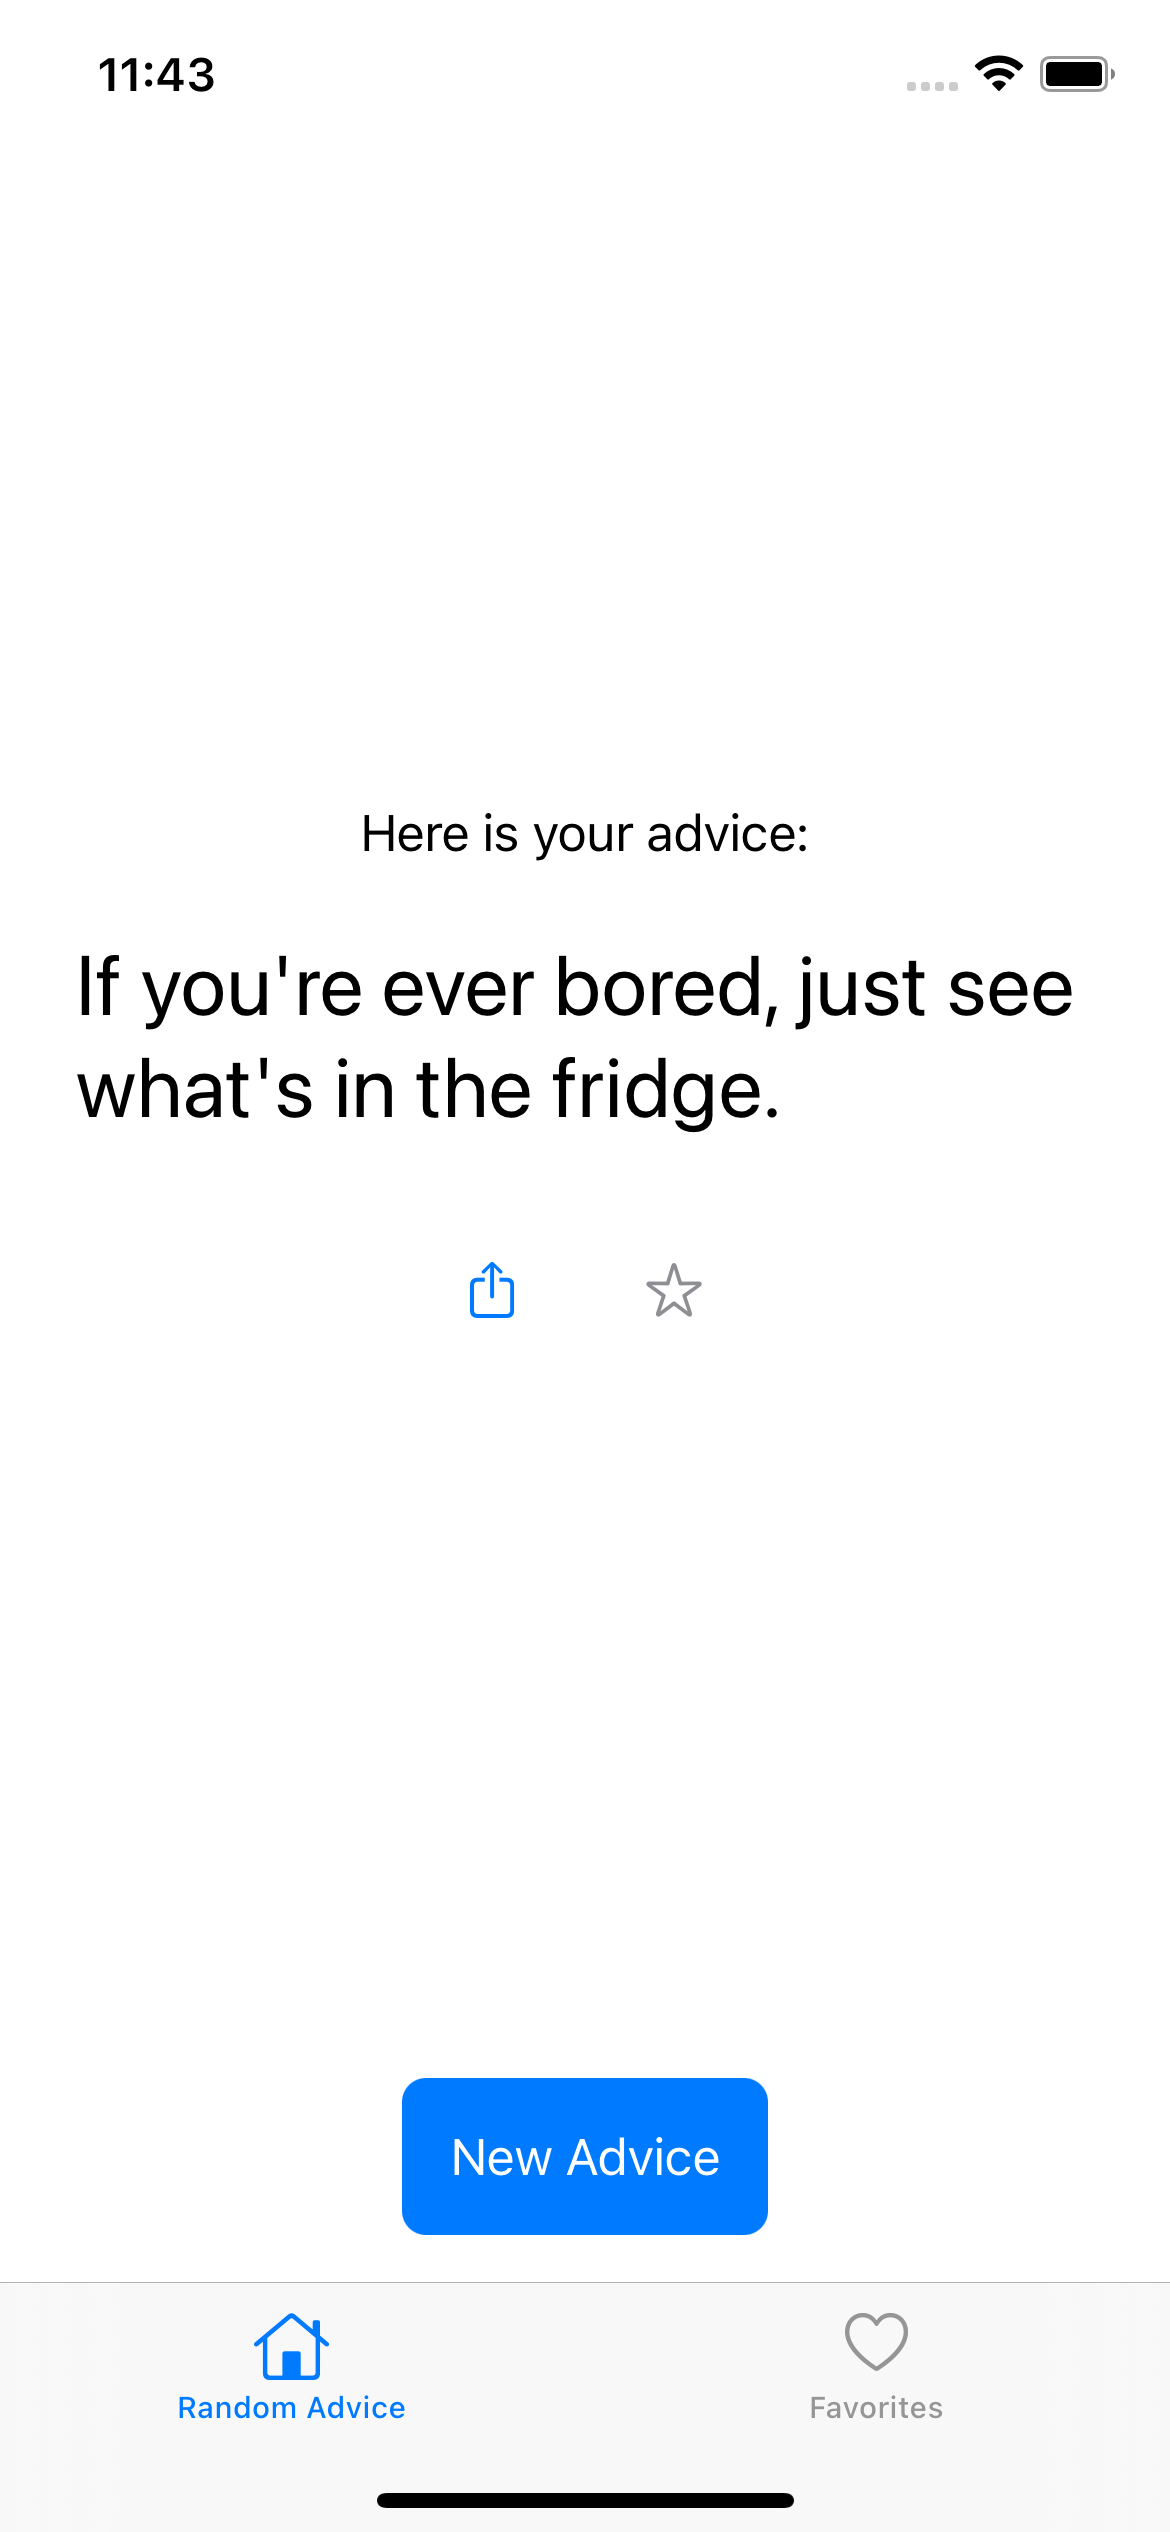 11:43
Here is your advice:
If you're ever bored, just see
what's in the fridge.
New Advice
Random Advice
Favorites